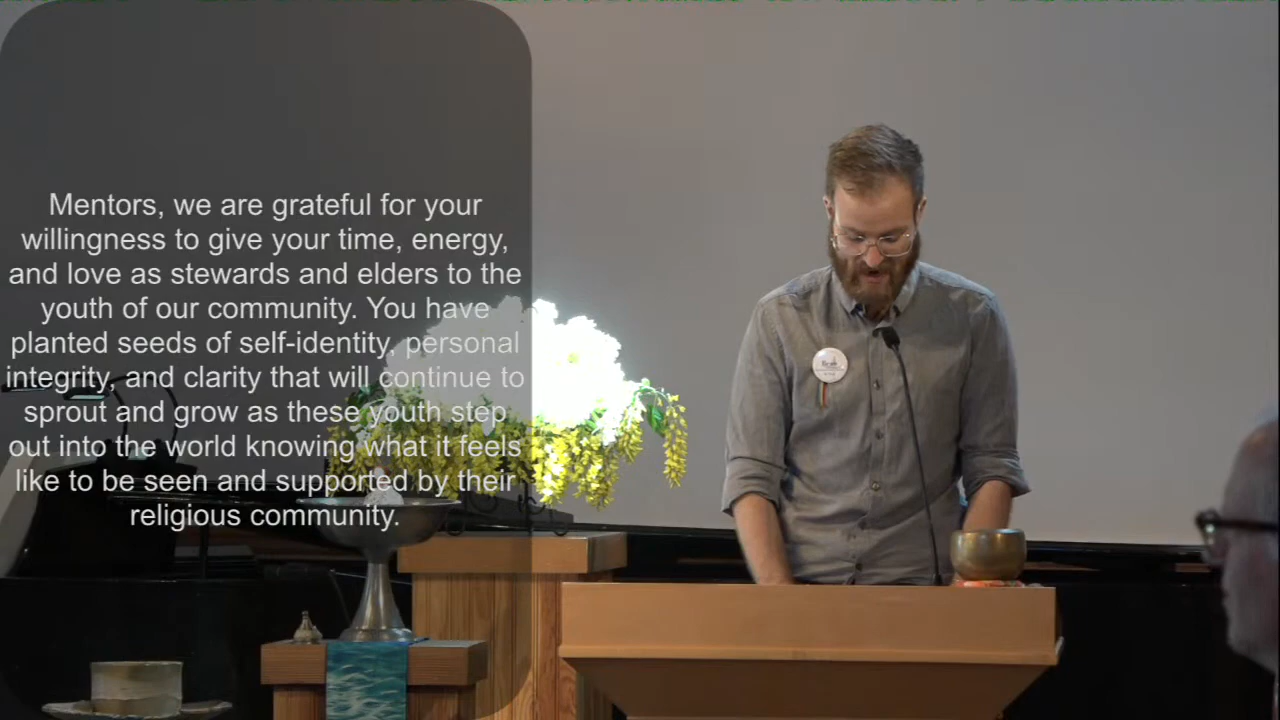 Mentors, we are grateful for your
willingness to give your time, energy,
and love as stewards and elders to the
youth of our community. You have
planted seeds of self-identity, personal
integrity, and clarity that will continue to
sprout and grow as these youth step
out into the world knowing what it feels
like to be seen and supported by their
religious community.